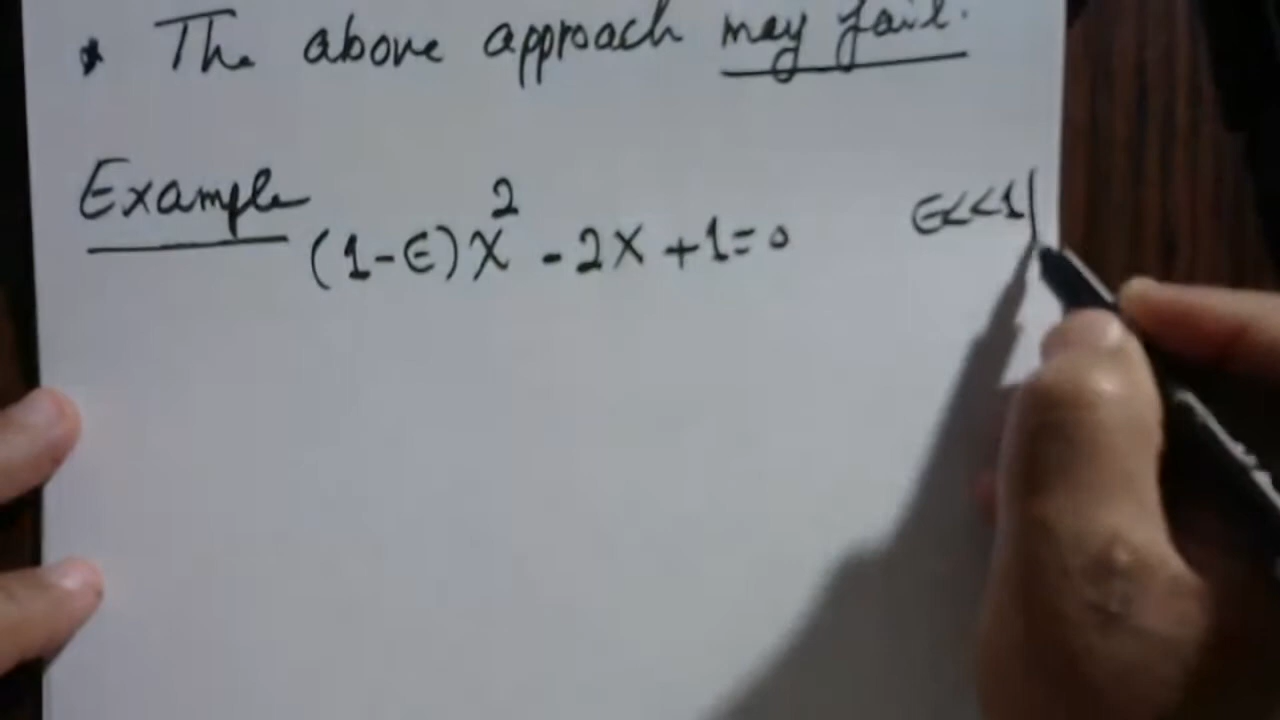 * The above approach may fail.
Example
(1-ϵ)X² - 2X + 1 = 0
ϵ<<1|